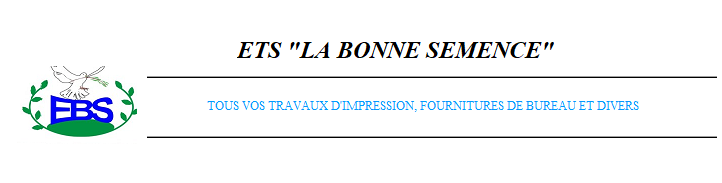 ETS "LA BONNE SEMENCE"
EBS
TOUS VOS TRAVAUX D'IMPRESSION, FOURNITURES DE BUREAU ET DIVERS